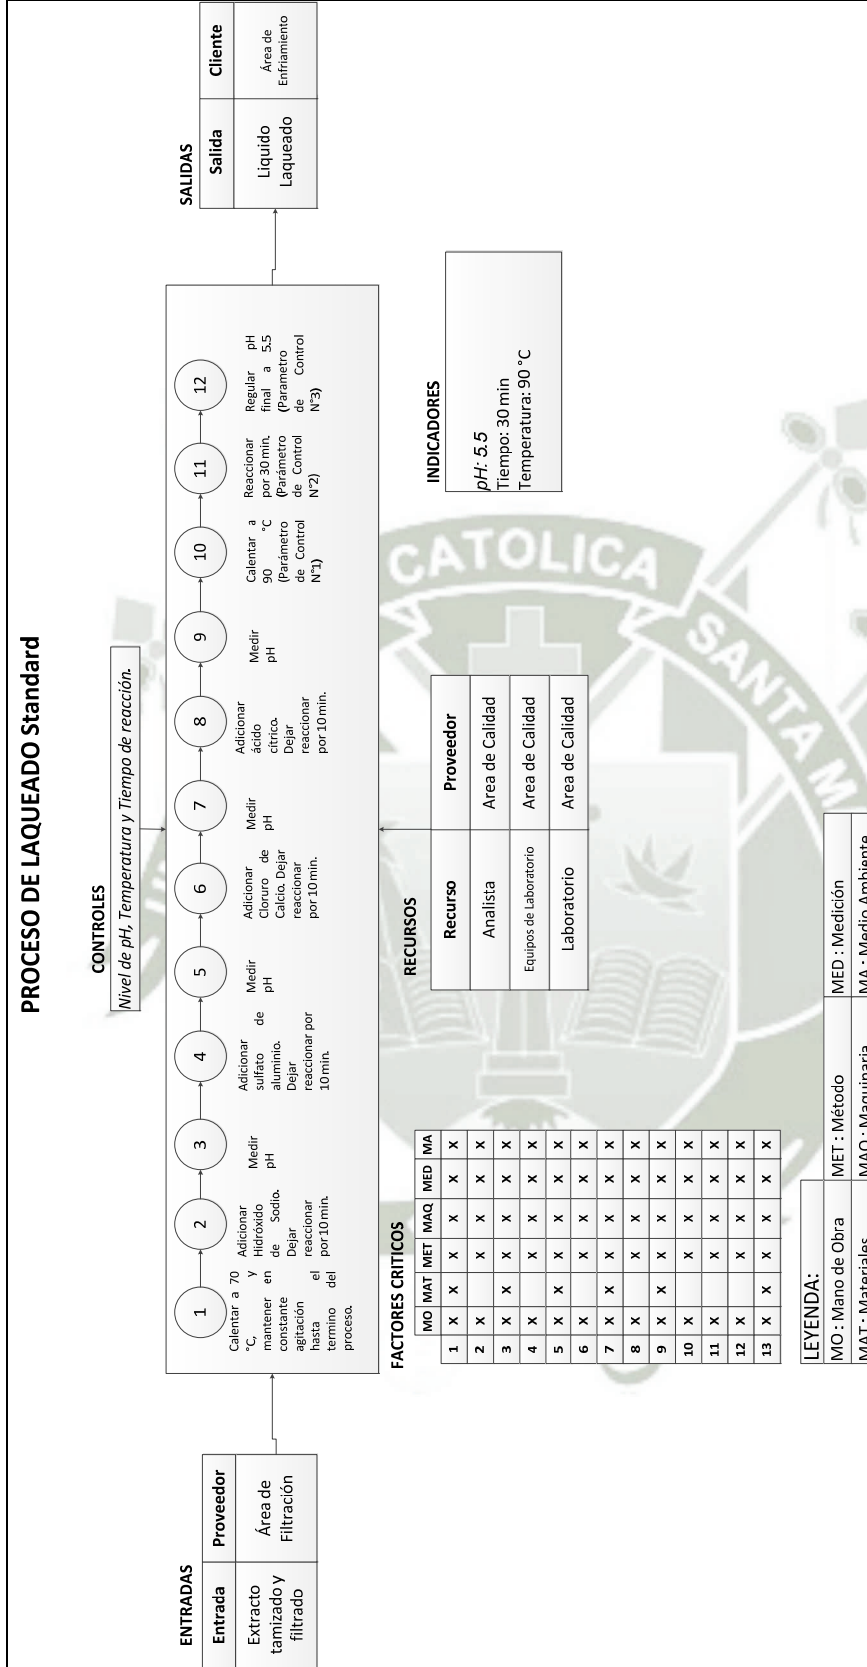 PROCESO DE LAQUEADO Standard
CONTROLES
Nivel de pH, Temperatura y Tiempo de reacción.
ENTRADAS
Entrada Proveedor
Extracto
tamizado y
filtrado
Área de
Filtración
1
Calentar a 70
°C, y
mantener en
constante
agitación
hasta el
termino del
proceso.
2
Adicionar
Hidróxido
de Sodio.
Dejar
reaccionar
por 10 min.
3
Medir
pH
4
Adicionar
sulfato de
aluminio.
Dejar
reaccionar por
10 min.
5
Medir
pH
6
Adicionar
Cloruro de
Calcio. Dejar
reaccionar
por 10 min.
7
Medir
pH
8
Adicionar
ácido
cítrico.
Dejar
reaccionar
por 10 min.
9
Medir
pH
10
Calentar a
90 °C
(Parámetro
de Control
N°1)
11
Reaccionar
por 30 min.
(Parámetro
de Control
N°2)
12
Regular pH
final a 5.5
(Parametro
de Control
N°3)
SALIDAS
Salida Cliente
Liquido
Laqueado
Área de
Enfriamiento
FACTORES CRITICOS
MO MAT MET MAQ MED MA
1 X X X X X X
2 X X X X X
3 X X X X X X
4 X X X X X
5 X X X X X X
6 X X X X X
7 X X X X X X
8 X X X X X
9 X X X X X X
10 X X X X X
11 X X X X X
12 X X X X X
13 X X X X X X
RECURSOS
Recurso Proveedor
Analista Area de Calidad
Equipos de Laboratorio Area de Calidad
Laboratorio Area de Calidad
INDICADORES
pH: 5.5
Tiempo: 30 min
Temperatura: 90 °C
LEYENDA:
MO : Mano de Obra MET : Método MED : Medición
MAT : Materiales MAQ : Maquinaria MA : Medio Ambiente
CATOLICA
SANTA M